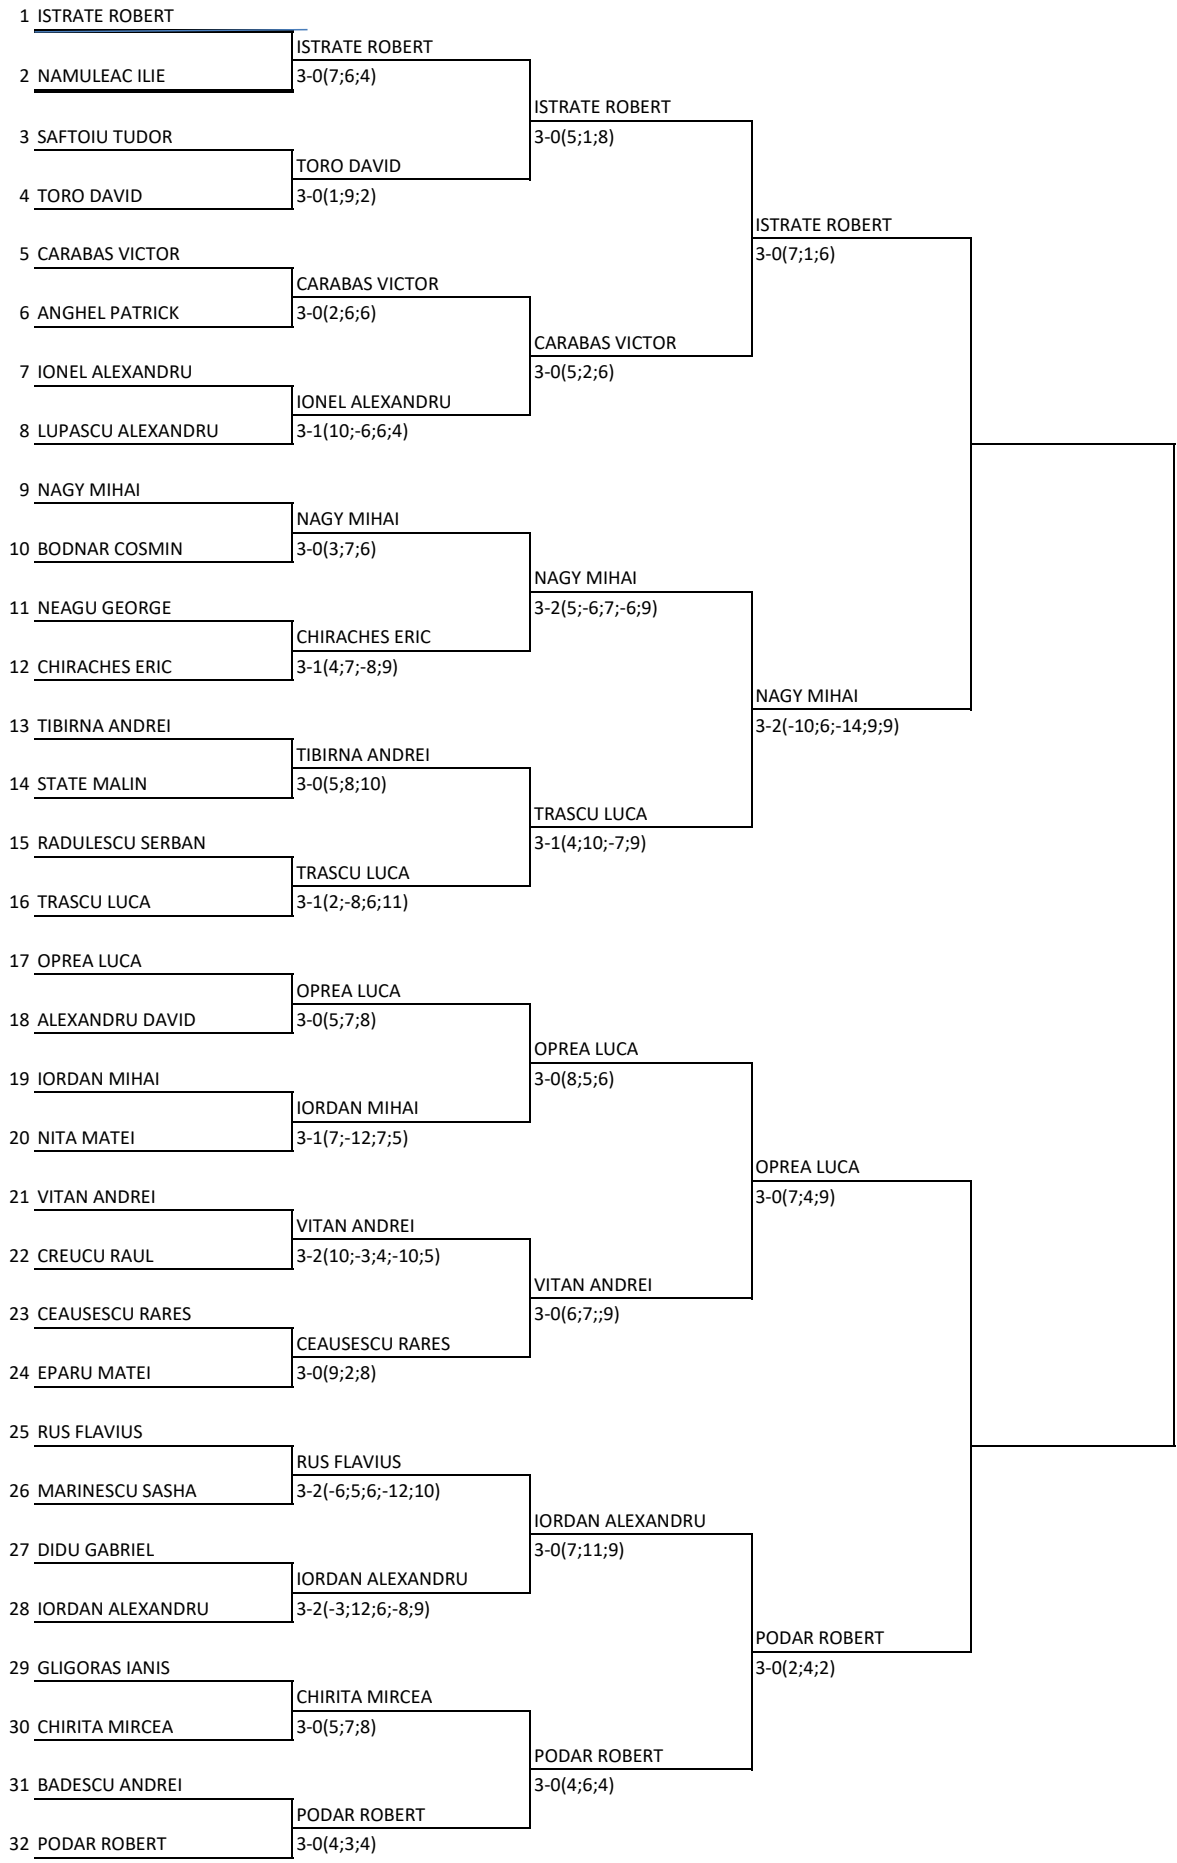 1 ISTRATE ROBERT
ISTRATE ROBERT
2 NAMULEAC ILIE
3-0(7;6;4)
ISTRATE ROBERT
3 SAFTOIU TUDOR
3-0(5;1;8)
TORO DAVID
4 TORO DAVID
3-0(1;9;2)
ISTRATE ROBERT
5 CARABAS VICTOR
3-0(7;1;6)
CARABAS VICTOR
6 ANGHEL PATRICK
3-0(2;6;6)
CARABAS VICTOR
7 IONEL ALEXANDRU
3-0(5;2;6)
IONEL ALEXANDRU
8 LUPASCU ALEXANDRU
3-1(10;-6;6;4)
9 NAGY MIHAI
NAGY MIHAI
10 BODNAR COSMIN
3-0(3;7;6)
NAGY MIHAI
11 NEAGU GEORGE
3-2(5;-6;7;-6;9)
CHIRACHES ERIC
12 CHIRACHES ERIC
3-1(4;7;-8;9)
NAGY MIHAI
13 TIBIRNA ANDREI
3-2(-10;6;-14;9;9)
TIBIRNA ANDREI
14 STATE MALIN
3-0(5;8;10)
TRASCU LUCA
15 RADULESCU SERBAN
3-1(4;10;-7;9)
TRASCU LUCA
16 TRASCU LUCA
3-1(2;-8;6;11)
17 OPREA LUCA
OPREA LUCA
18 ALEXANDRU DAVID
3-0(5;7;8)
OPREA LUCA
19 IORDAN MIHAI
3-0(8;5;6)
IORDAN MIHAI
20 NITA MATEI
3-1(7;-12;7;5)
OPREA LUCA
21 VITAN ANDREI
3-0(7;4;9)
VITAN ANDREI
22 CREUCU RAUL
3-2(10;-3;4;-10;5)
VITAN ANDREI
23 CEAUSESCU RARES
3-0(6;7;;9)
CEAUSESCU RARES
24 EPARU MATEI
3-0(9;2;8)
25 RUS FLAVIUS
RUS FLAVIUS
26 MARINESCU SASHA
3-2(-6;5;6;-12;10)
IORDAN ALEXANDRU
27 DIDU GABRIEL
3-0(7;11;9)
IORDAN ALEXANDRU
28 IORDAN ALEXANDRU
3-2(-3;12;6;-8;9)
PODAR ROBERT
29 GLIGORAS IANIS
3-0(2;4;2)
CHIRITA MIRCEA
30 CHIRITA MIRCEA
3-0(5;7;8)
PODAR ROBERT
31 BADESCU ANDREI
3-0(4;6;4)
PODAR ROBERT
32 PODAR ROBERT
3-0(4;3;4)